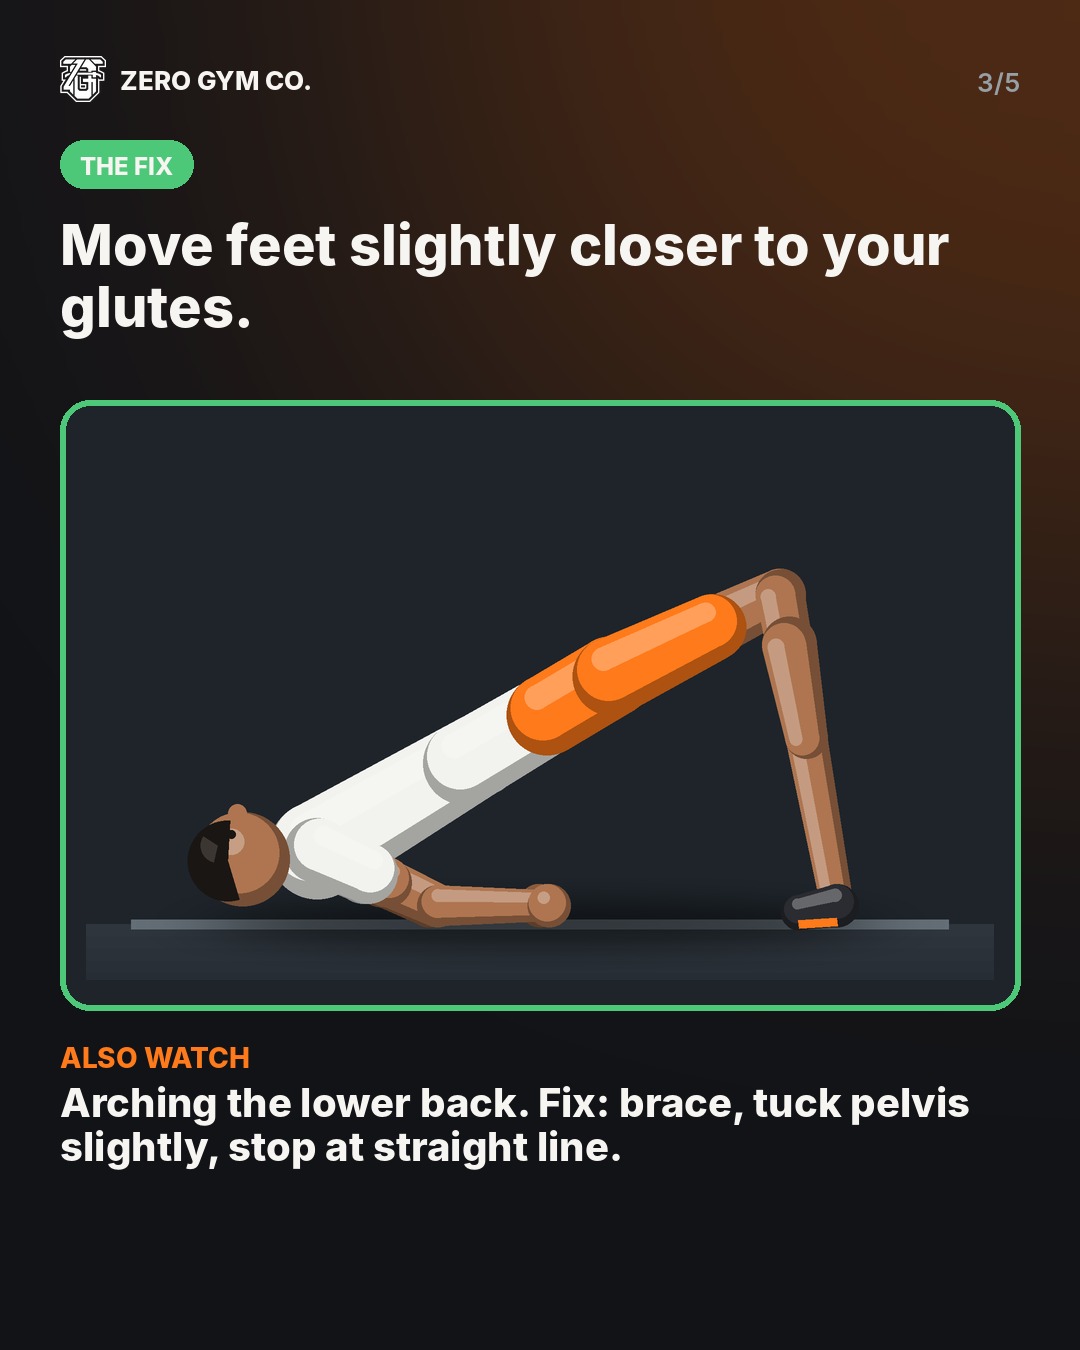 ZERO GYM CO.
3/5
THE FIX
Move feet slightly closer to your
glutes.
ALSO WATCH
Arching the lower back. Fix: brace, tuck pelvis
slightly, stop at straight line.